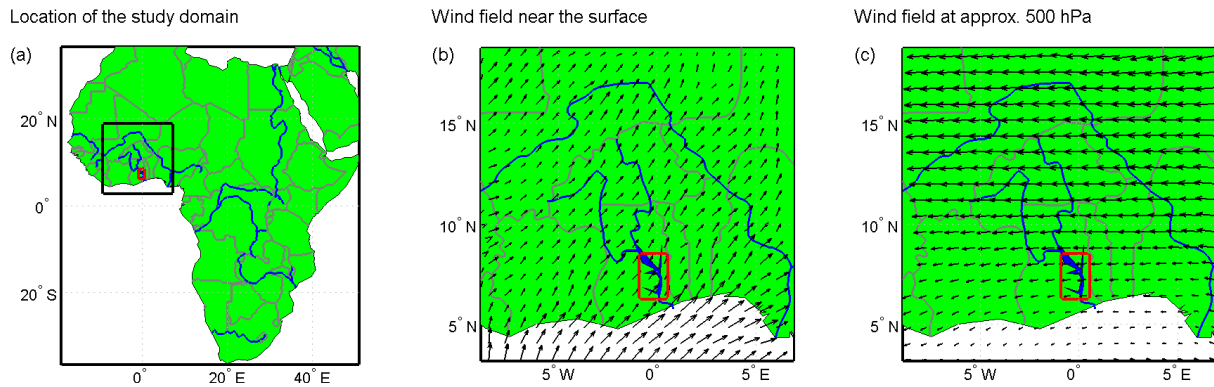 Location of the study domain
Wind field near the surface
Wind field at approx. 500 hPa
(a)
20° N
0°
20° S
0°
20° E
40° E
(b)
15° N
10° N
5° N
5° W
0°
5° E
(c)
15° N
10° N
5° N
5° W
0°
5° E